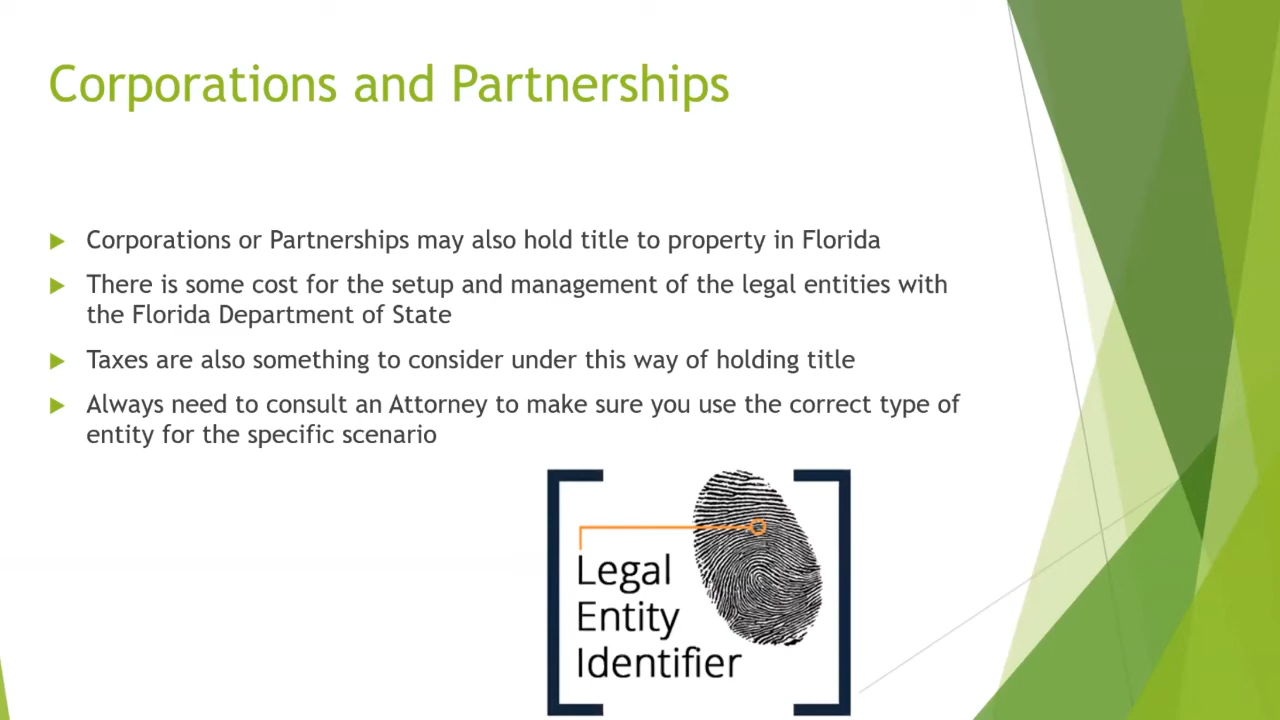 Corporations and Partnerships
Corporations or Partnerships may also hold title to property in Florida
There is some cost for the setup and management of the legal entities with
the Florida Department of State
Taxes are also something to consider under this way of holding title
Always need to consult an Attorney to make sure you use the correct type of
entity for the specific scenario
Legal
Entity
Identifier